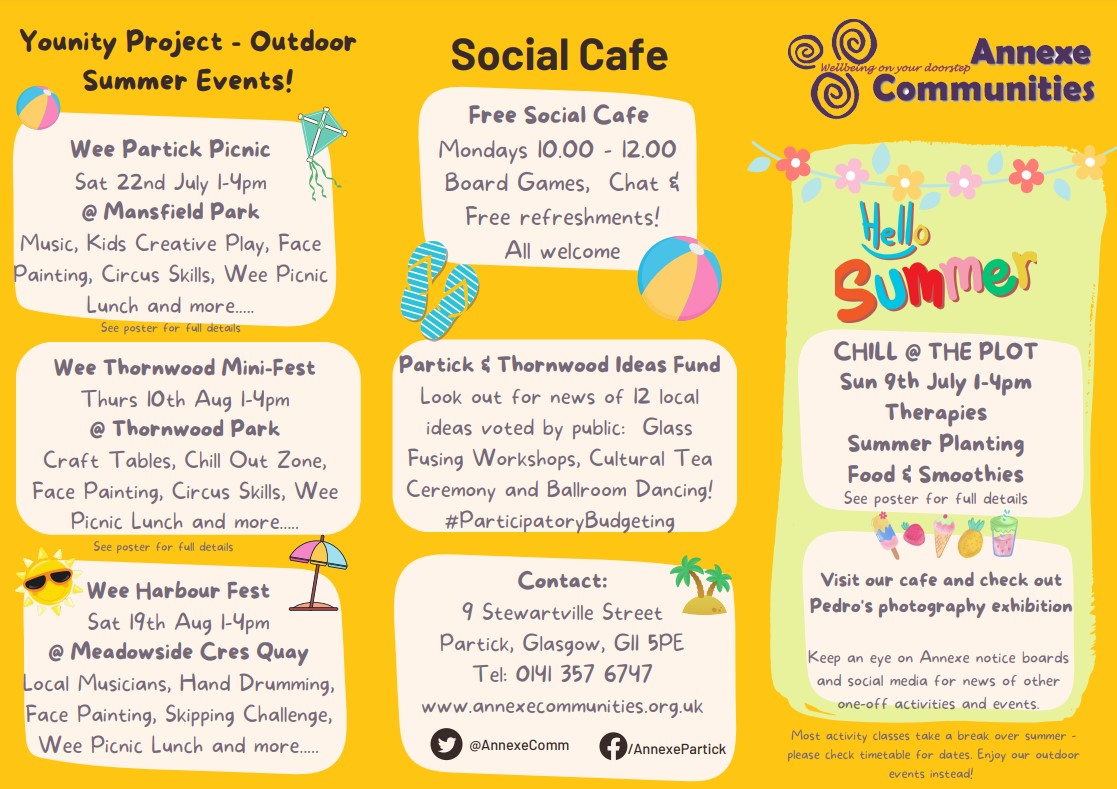 Younity Project - Outdoor
Summer Events!
Wee Partick Picnic
Sat 22nd July 1-4pm
@ Mansfield Park
Music, Kids Creative Play, Face
Painting, Circus Skills, Wee Picnic
Lunch and more.....
See poster for full details
Wee Thornwood Mini-Fest
Thurs 10th Aug 1-4pm
@ Thornwood Park
Craft Tables, Chill Out Zone,
Face Painting, Circus Skills, Wee
Picnic Lunch and more.....
See poster for full details
Wee Harbour Fest
Sat 19th Aug 1-4pm
@ Meadowside Cres Quay
Local Musicians, Hand Drumming,
Face Painting, Skipping Challenge,
Wee Picnic Lunch and more.....
Social Cafe
Free Social Cafe
Mondays 10.00 - 12.00
Board Games, Chat &
Free refreshments!
All welcome
Partick & Thornwood Ideas Fund
Look out for news of 12 local
ideas voted by public: Glass
Fusing Workshops, Cultural Tea
Ceremony and Ballroom Dancing!
#ParticipatoryBudgeting
Contact:
9 Stewartville Street
Partick, Glasgow, G11 5PE
Tel: 0141 357 6747
www.annexecommunities.org.uk
@AnnexeComm
/AnnexePartick
Annexe
Wellbeing on your doorstep
Communities
Hello
Summer
CHILL @ THE PLOT
Sun 9th July 1-4pm
Therapies
Summer Planting
Food & Smoothies
See poster for full details
Visit our cafe and check out
Pedro's photography exhibition
Keep an eye on Annexe notice boards
and social media for news of other
one-off activities and events.
Most activity classes take a break over summer -
please check timetable for dates. Enjoy our outdoor
events instead!